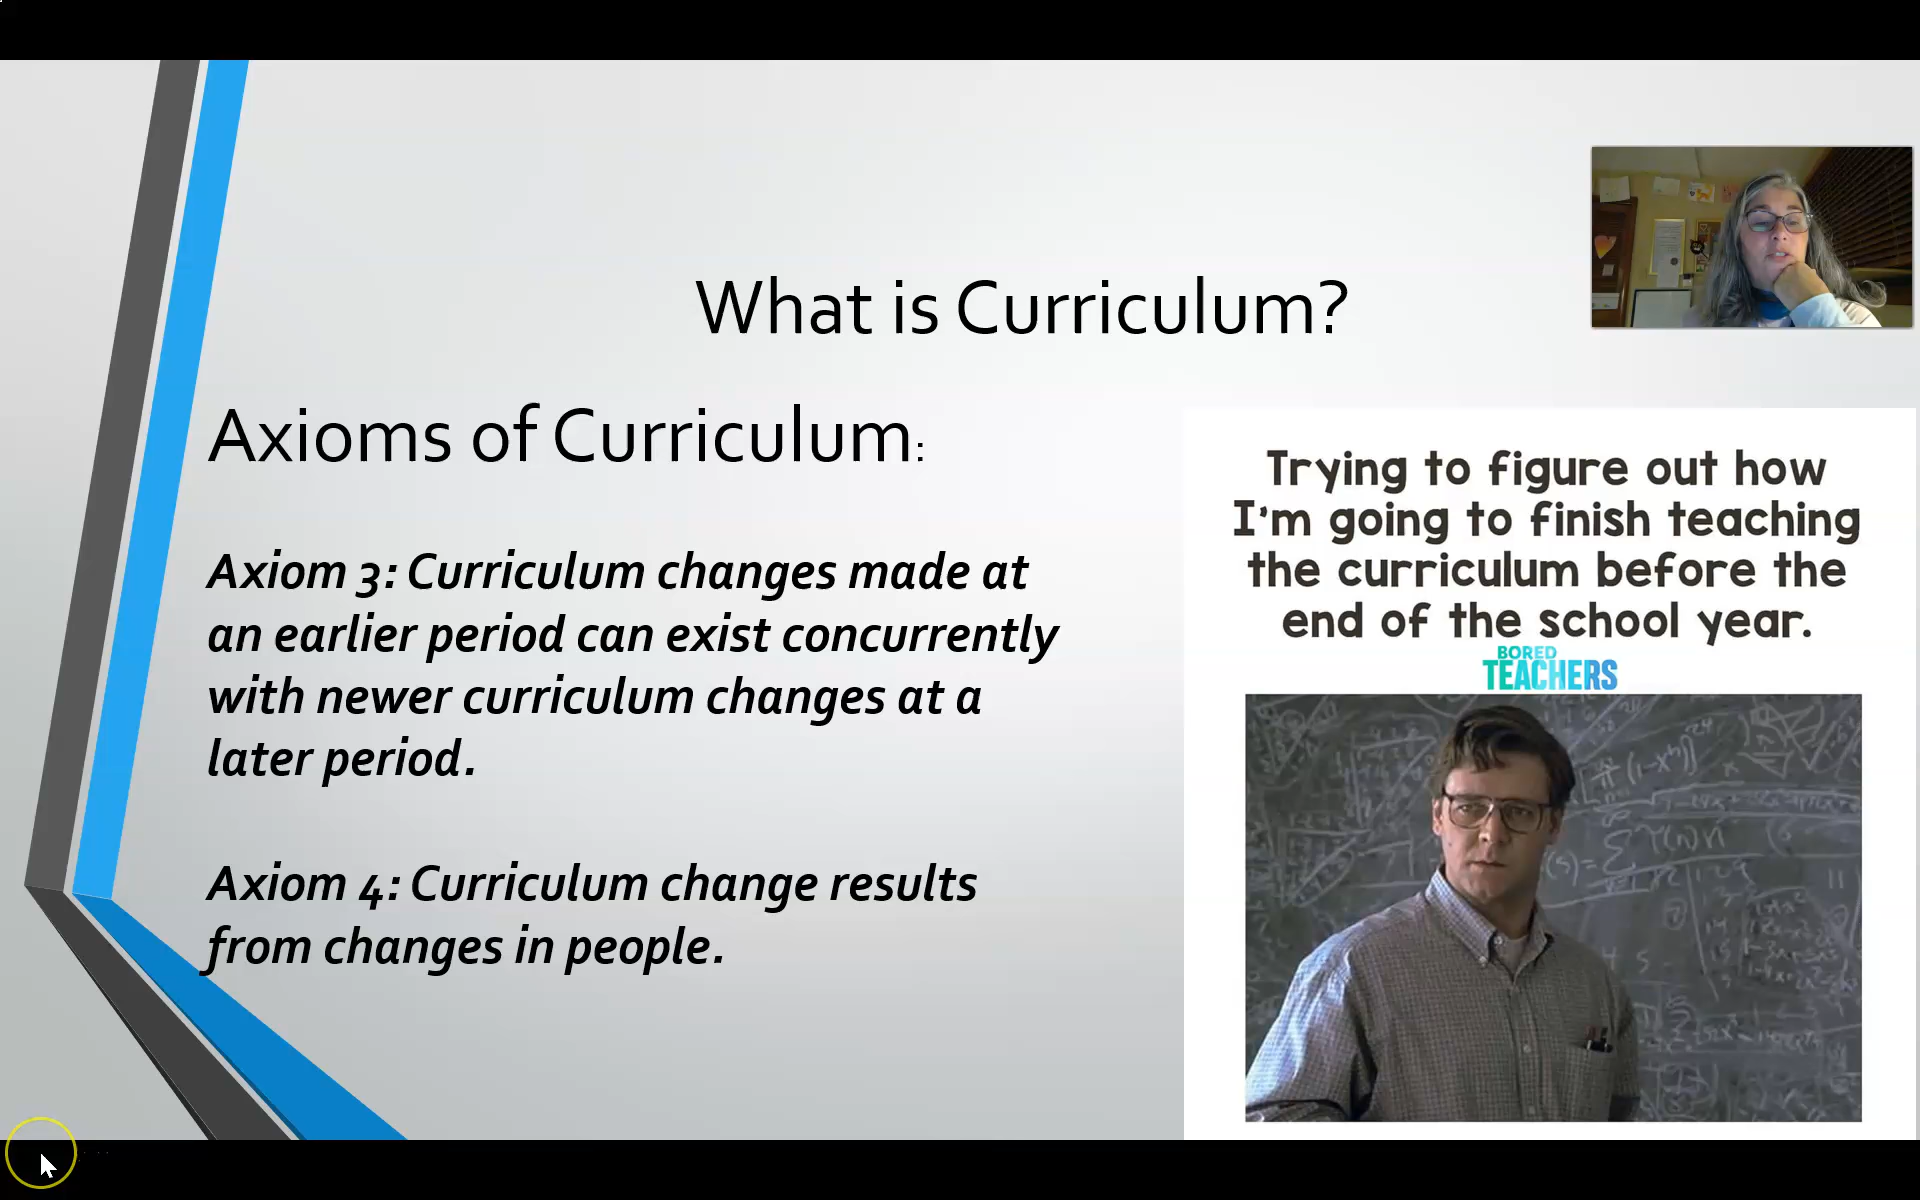 What is Curriculum?
Axioms of Curriculum:
Axiom 3: Curriculum changes made at
an earlier period can exist concurrently
with newer curriculum changes at a
later period.
Axiom 4: Curriculum change results
from changes in people.
Trying to figure out how
I'm going to finish teaching
the curriculum before the
end of the school year.
BORED
TEACHERS